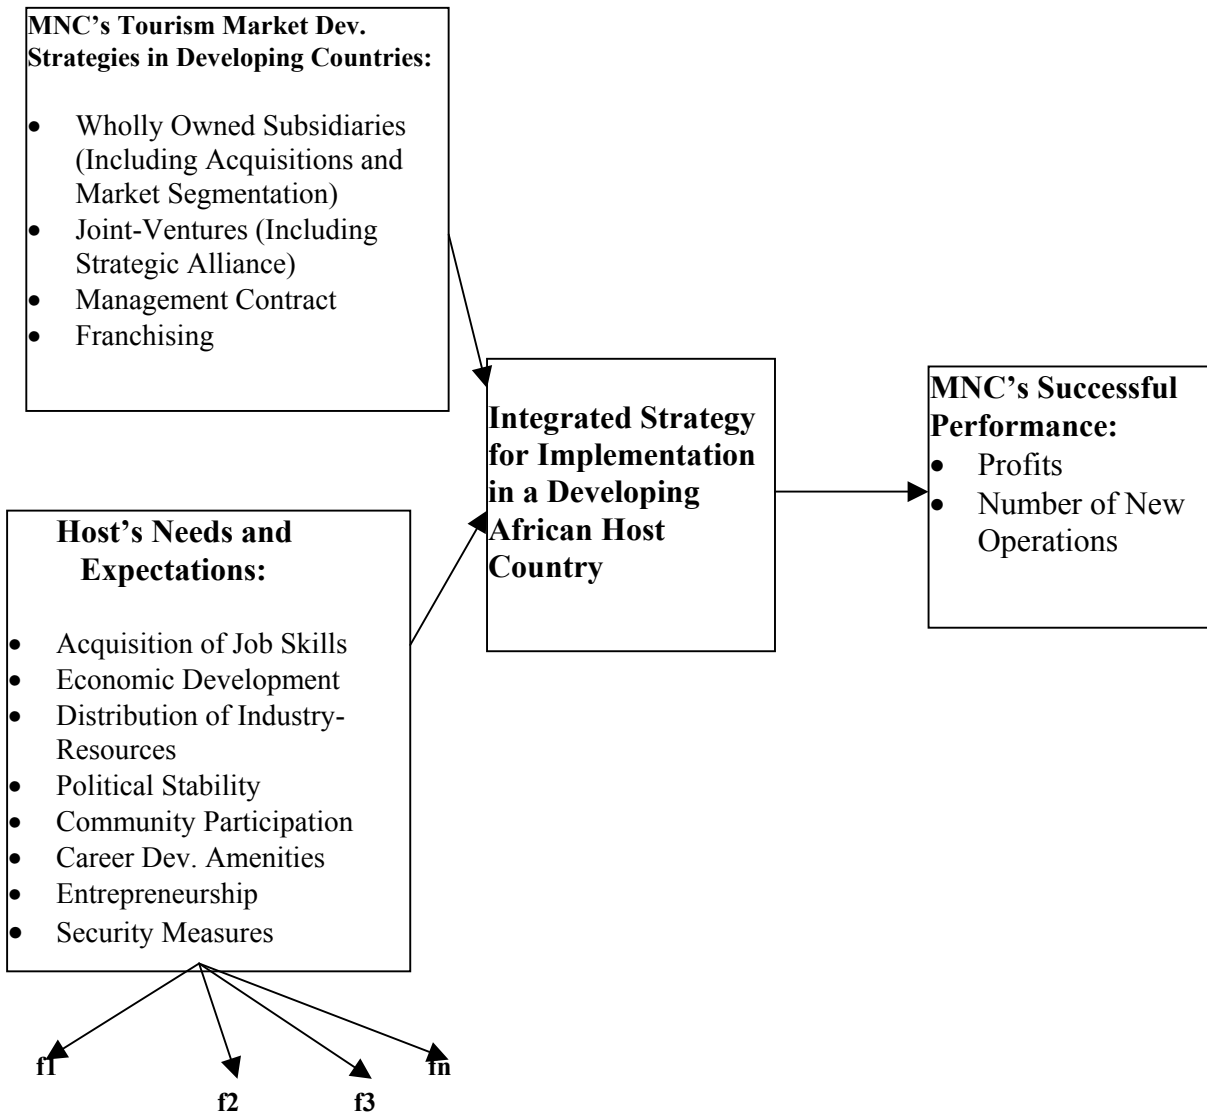 MNC’s Tourism Market Dev.
Strategies in Developing Countries:
• Wholly Owned Subsidiaries
(Including Acquisitions and
Market Segmentation)
• Joint-Ventures (Including
Strategic Alliance)
• Management Contract
• Franchising
Host’s Needs and
Expectations:
• Acquisition of Job Skills
• Economic Development
• Distribution of Industry-
Resources
• Political Stability
• Community Participation
• Career Dev. Amenities
• Entrepreneurship
• Security Measures
f1
f2
f3
fn
Integrated Strategy
for Implementation
in a Developing
African Host
Country
MNC’s Successful
Performance:
• Profits
• Number of New
Operations